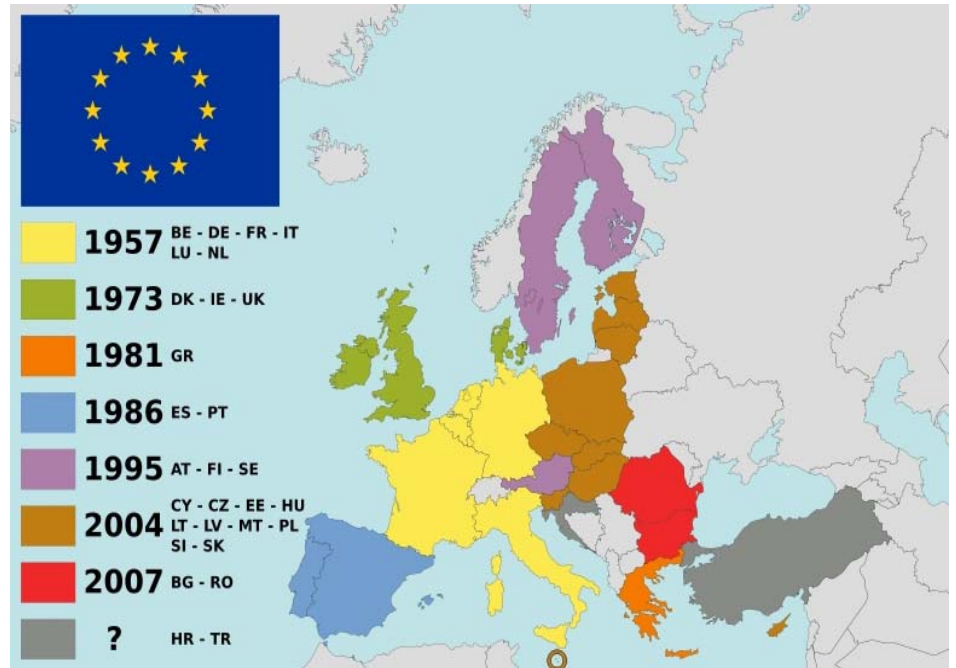 1957 BE - DE - FR - IT
LU - NL
1973 DK - IE - UK
1981 GR
1986 ES - PT
1995 AT - FI - SE
2004 CY - CZ - EE - HU
LT - LV - MT - PL
SI - SK
2007 BG - RO
? HR - TR